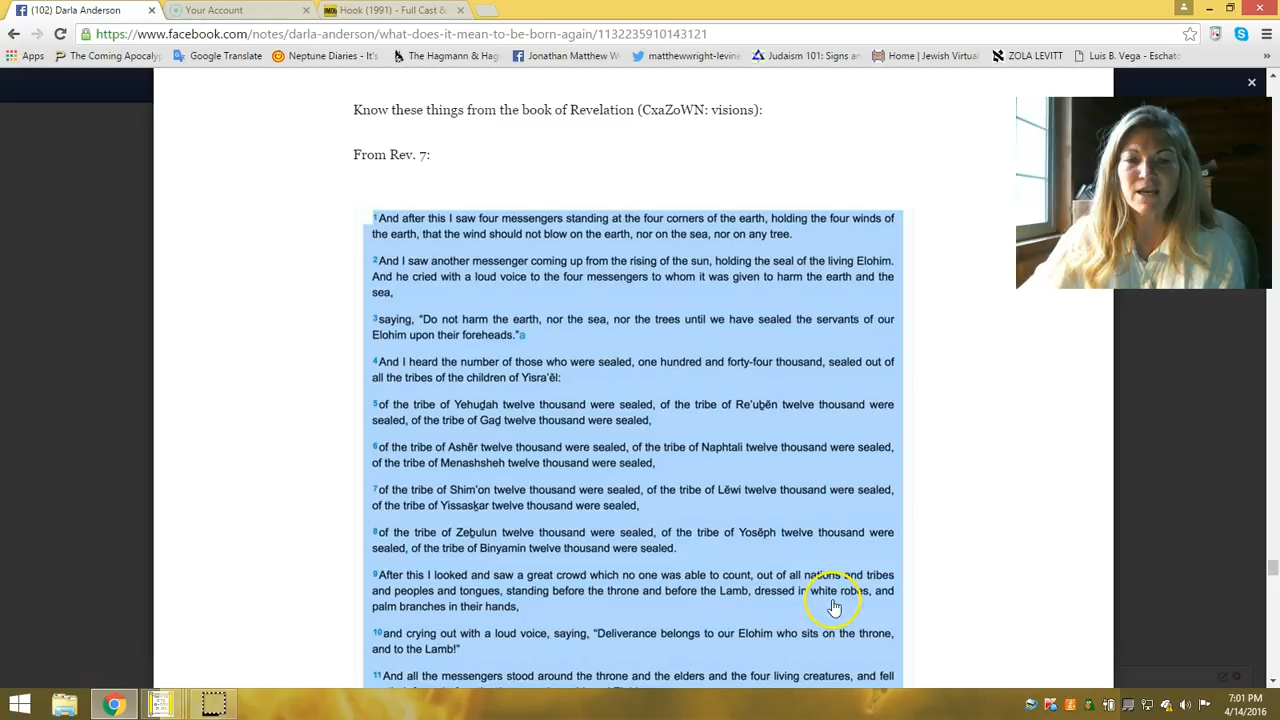 (102) Darla Anderson
Your Account
IMDb Hook (1991) - Full Cast &
https://www.facebook.com/notes/darla-anderson/what-does-it-mean-to-be-born-again/1132235910143121
Apps The Coming Apocalyp Google Translate Neptune Diaries - It's The Hagmann & Hag Jonathan Matthew W matthewwright-levine Judaism 101: Signs an Home | Jewish Virtual ZOLA LEVITT Luis B. Vega - Eschato
Know these things from the book of Revelation (CxaZoWN: visions):
From Rev. 7:
1And after this I saw four messengers standing at the four corners of the earth, holding the four winds of
the earth, that the wind should not blow on the earth, nor on the sea, nor on any tree.
2And I saw another messenger coming up from the rising of the sun, holding the seal of the living Elohim.
And he cried with a loud voice to the four messengers to whom it was given to harm the earth and the
sea,
3saying, “Do not harm the earth, nor the sea, nor the trees until we have sealed the servants of our
Elohim upon their foreheads.”a
4And I heard the number of those who were sealed, one hundred and forty-four thousand, sealed out of
all the tribes of the children of Yisra’ĕl:
5of the tribe of Yehuḏah twelve thousand were sealed, of the tribe of Re’uḇĕn twelve thousand were
sealed, of the tribe of Gaḏ twelve thousand were sealed,
6of the tribe of Ashĕr twelve thousand were sealed, of the tribe of Naphtali twelve thousand were sealed,
of the tribe of Menashsheh twelve thousand were sealed,
7of the tribe of Shim‛on twelve thousand were sealed, of the tribe of Lĕwi twelve thousand were sealed,
of the tribe of Yissasḵar twelve thousand were sealed,
8of the tribe of Zeḇulun twelve thousand were sealed, of the tribe of Yosĕph twelve thousand were
sealed, of the tribe of Binyamin twelve thousand were sealed.
9After this I looked and saw a great crowd which no one was able to count, out of all nations and tribes
and peoples and tongues, standing before the throne and before the Lamb, dressed in white robes, and
palm branches in their hands,
10and crying out with a loud voice, saying, “Deliverance belongs to our Elohim who sits on the throne,
and to the Lamb!”
11And all the messengers stood around the throne and the elders and the four living creatures, and fell
7:01 PM
4/14/2016